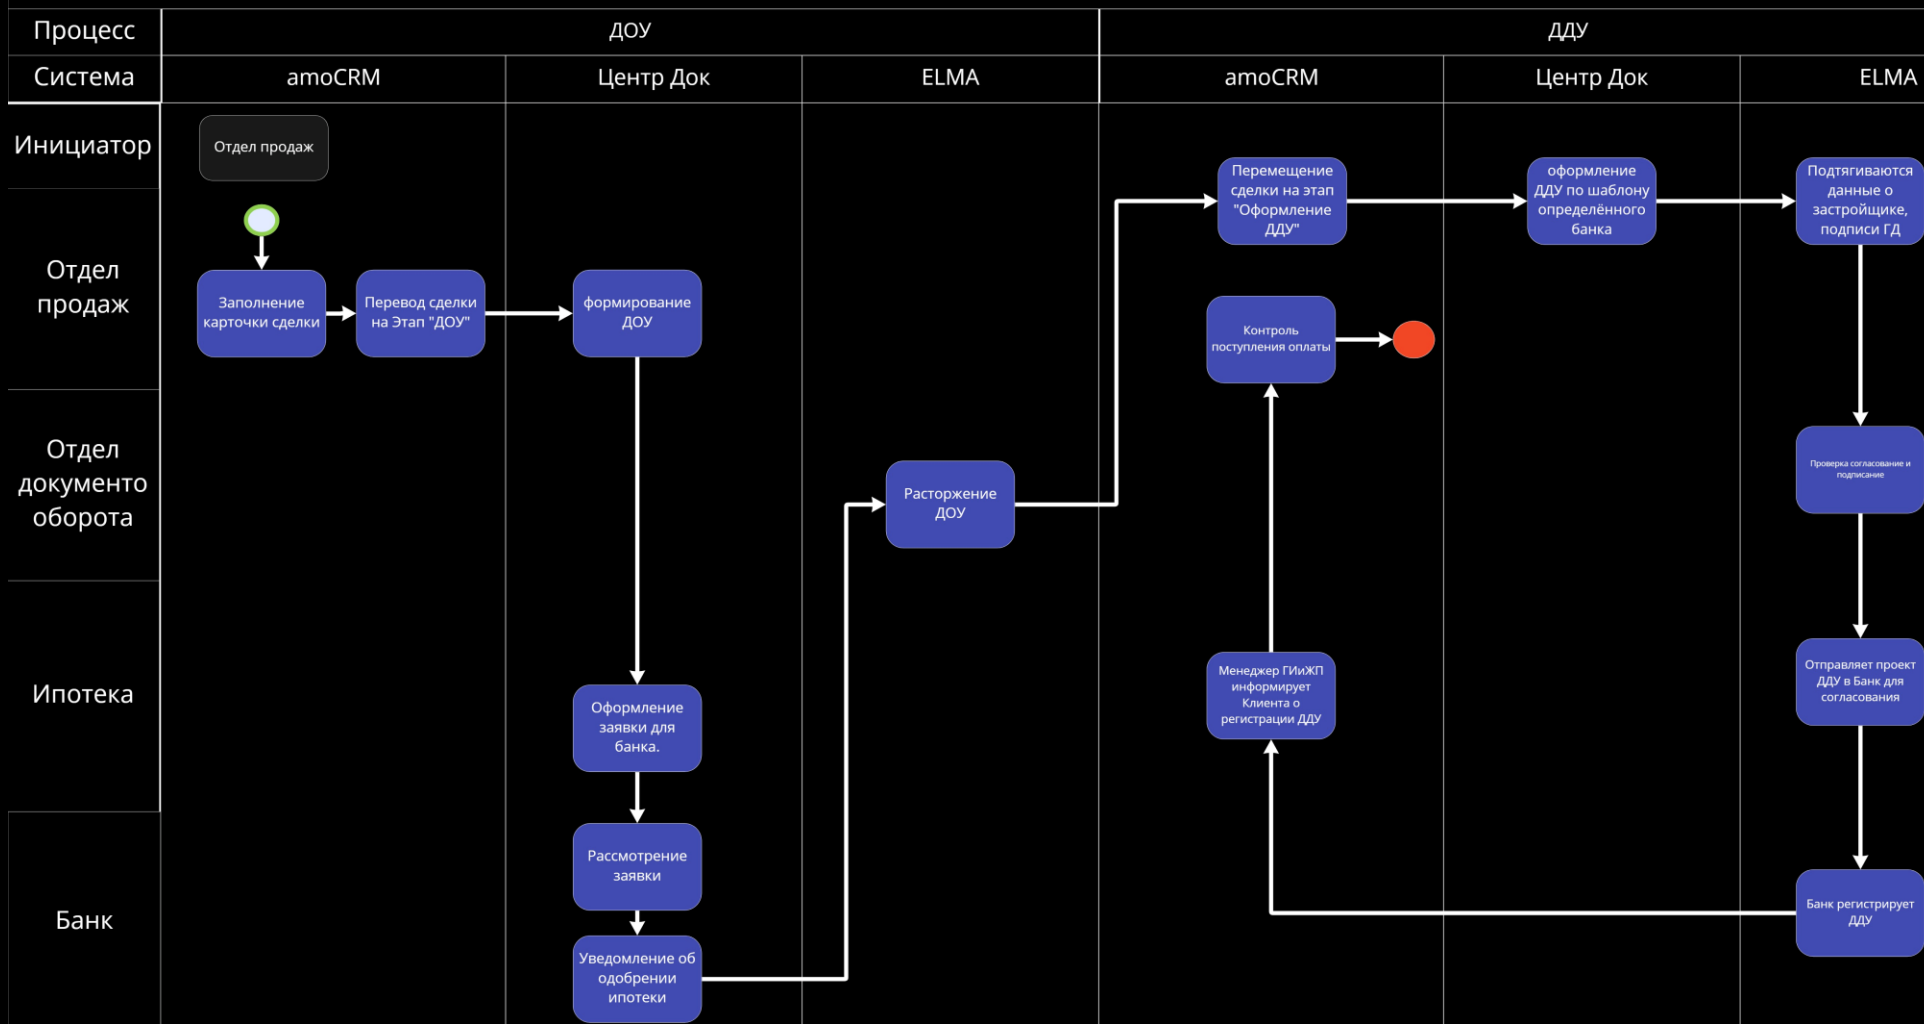 Процесс
ДОУ
ДДУ
Система
amoCRM
Центр Док
ELMA
amoCRM
Центр Док
ELMA
Инициатор
Отдел продаж
Отдел
продаж
Заполнение
карточки сделки
Перевод сделки
на Этап "ДОУ"
формирование
ДОУ
Перемещение
сделки на этап
"Оформление
ДДУ"
оформление
ДДУ по шаблону
определённого
банка
Подтягиваются
данные о
застройщике,
подписи ГД
Контроль
поступления оплаты
Отдел
документо
оборота
Расторжение
ДОУ
Проверка согласование и
подписание
Ипотека
Оформление
заявки для
банка.
Менеджер ГИиЖП
информирует
Клиента о
регистрации ДДУ
Отправляет проект
ДДУ в Банк для
согласования
Банк
Рассмотрение
заявки
Уведомление об
одобрении
ипотеки
Банк регистрирует
ДДУ